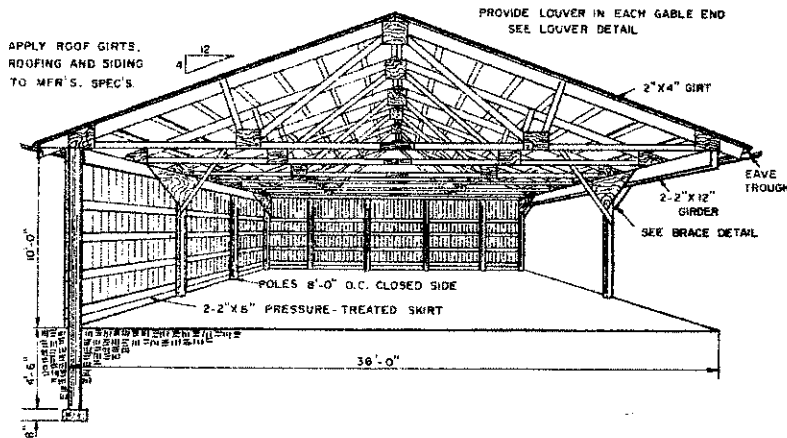 PROVIDE LOUVER IN EACH GABLE END
SEE LOUVER DETAIL
APPLY ROOF GIRTS,
ROOFING AND SIDING
TO MFR'S. SPEC'S.
12
4
2"X4" GIRT
EAVE
TROUGH
2-2"X12"
GIRDER
SEE BRACE DETAIL
10'-0"
POLES 8'-0" O.C. CLOSED SIDE
2-2"X6" PRESSURE-TREATED SKIRT
36'-0"
4'-6"
8"